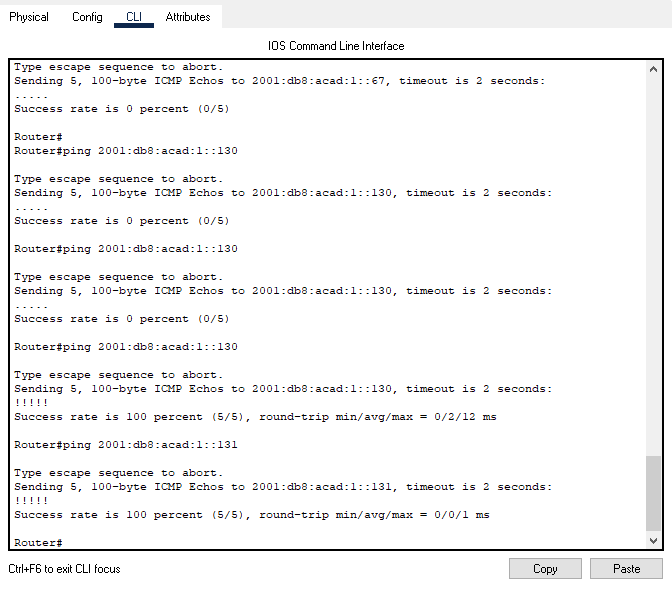 Physical Config CLI Attributes
IOS Command Line Interface
Type escape sequence to abort.
Sending 5, 100-byte ICMP Echos to 2001:db8:acad:1::67, timeout is 2 seconds:
.....
Success rate is 0 percent (0/5)
Router#
Router#ping 2001:db8:acad:1::130
Type escape sequence to abort.
Sending 5, 100-byte ICMP Echos to 2001:db8:acad:1::130, timeout is 2 seconds:
.....
Success rate is 0 percent (0/5)
Router#ping 2001:db8:acad:1::130
Type escape sequence to abort.
Sending 5, 100-byte ICMP Echos to 2001:db8:acad:1::130, timeout is 2 seconds:
.....
Success rate is 0 percent (0/5)
Router#ping 2001:db8:acad:1::130
Type escape sequence to abort.
Sending 5, 100-byte ICMP Echos to 2001:db8:acad:1::130, timeout is 2 seconds:
!!!!!
Success rate is 100 percent (5/5), round-trip min/avg/max = 0/2/12 ms
Router#ping 2001:db8:acad:1::131
Type escape sequence to abort.
Sending 5, 100-byte ICMP Echos to 2001:db8:acad:1::131, timeout is 2 seconds:
!!!!!
Success rate is 100 percent (5/5), round-trip min/avg/max = 0/0/1 ms
Router#
Ctrl+F6 to exit CLI focus Copy Paste